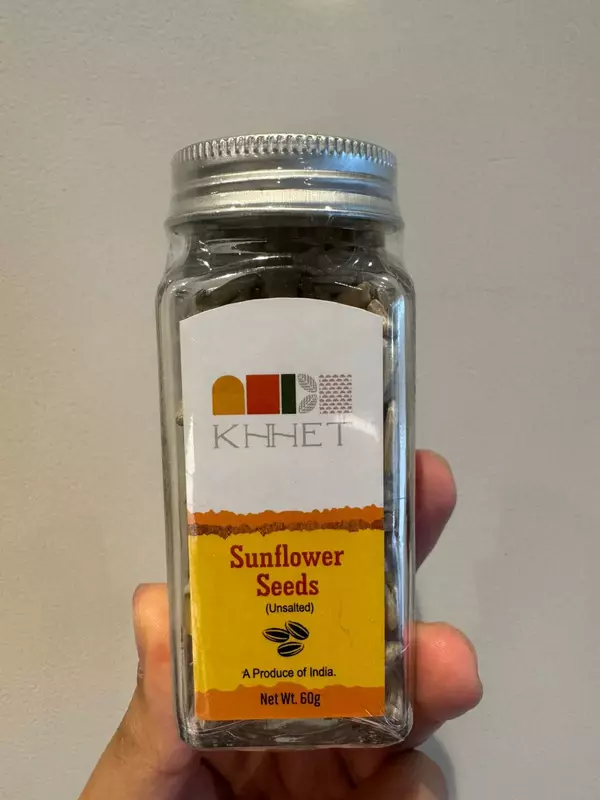 KHHET
Sunflower
Seeds
(Unsalted)
A Produce of India.
Net Wt. 60g